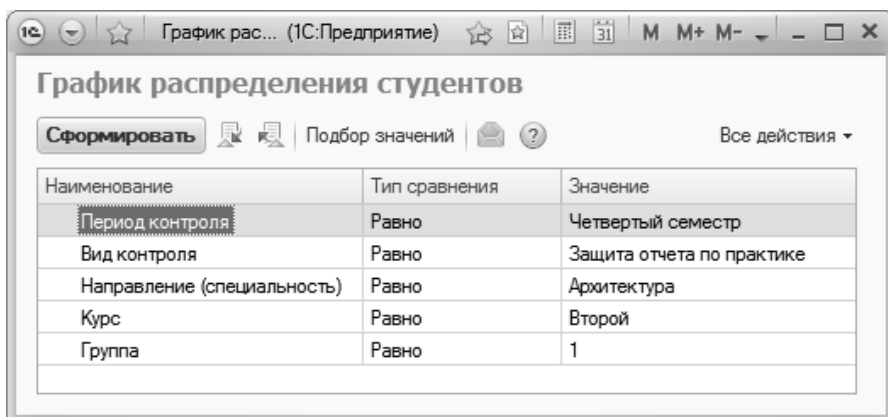 1С График рас... (1С:Предприятие) 31 M M+ M-
График распределения студентов
Сформировать Подбор значений ? Все действия
Наименование Тип сравнения Значение
Период контроля Равно Четвертый семестр
Вид контроля Равно Защита отчета по практике
Направление (специальность) Равно Архитектура
Курс Равно Второй
Группа Равно 1